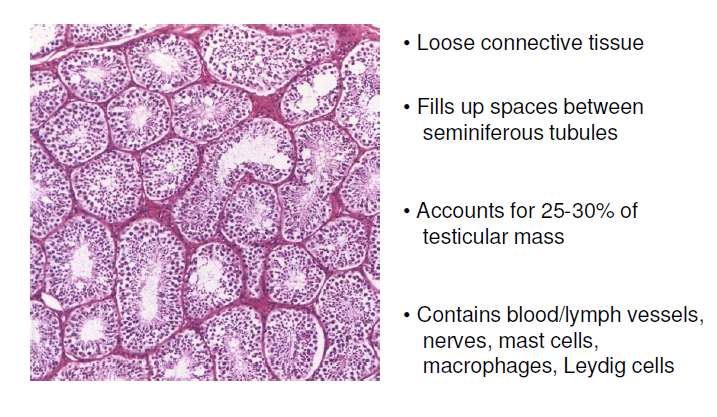 • Loose connective tissue
• Fills up spaces between
seminiferous tubules
• Accounts for 25-30% of
testicular mass
• Contains blood/lymph vessels,
nerves, mast cells,
macrophages, Leydig cells